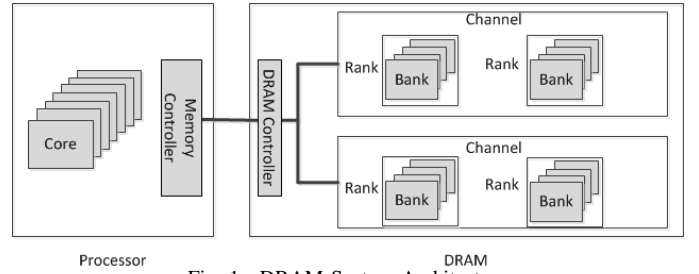 Channel
Rank
Bank
Rank
Bank
Core
Memory
Controller
DRAM Controller
Channel
Rank
Bank
Rank
Bank
Processor
DRAM